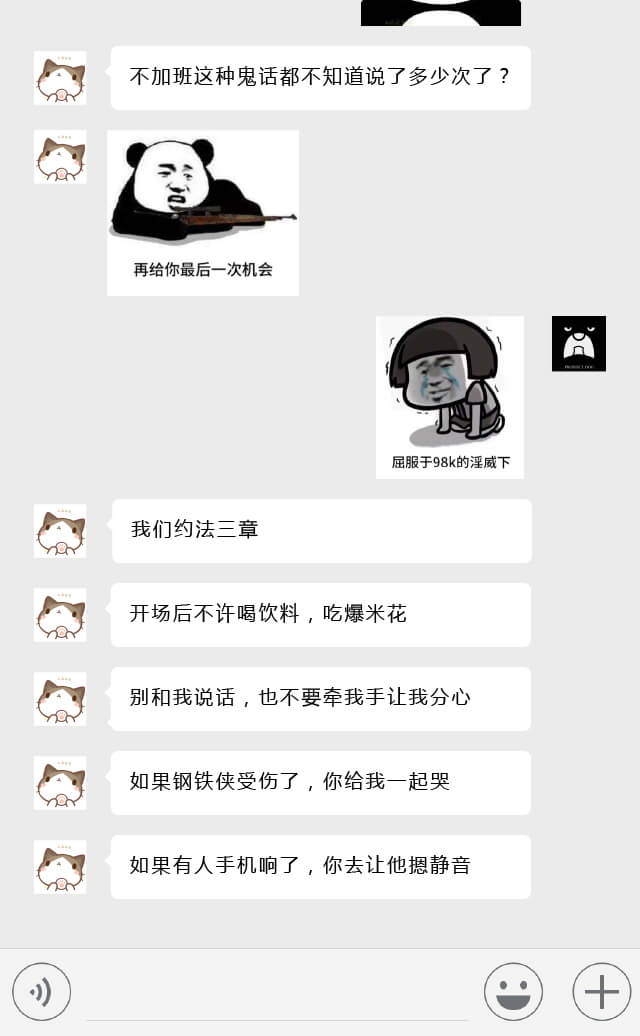 不加班这种鬼话都不知道说了多少次了？
再给你最后一次机会
屈服于98k的淫威下
我们约法三章
开场后不许喝饮料，吃爆米花
别和我说话，也不要牵我手让我分心
如果钢铁侠受伤了，你给我一起哭
如果有人手机响了，你去让他摁静音